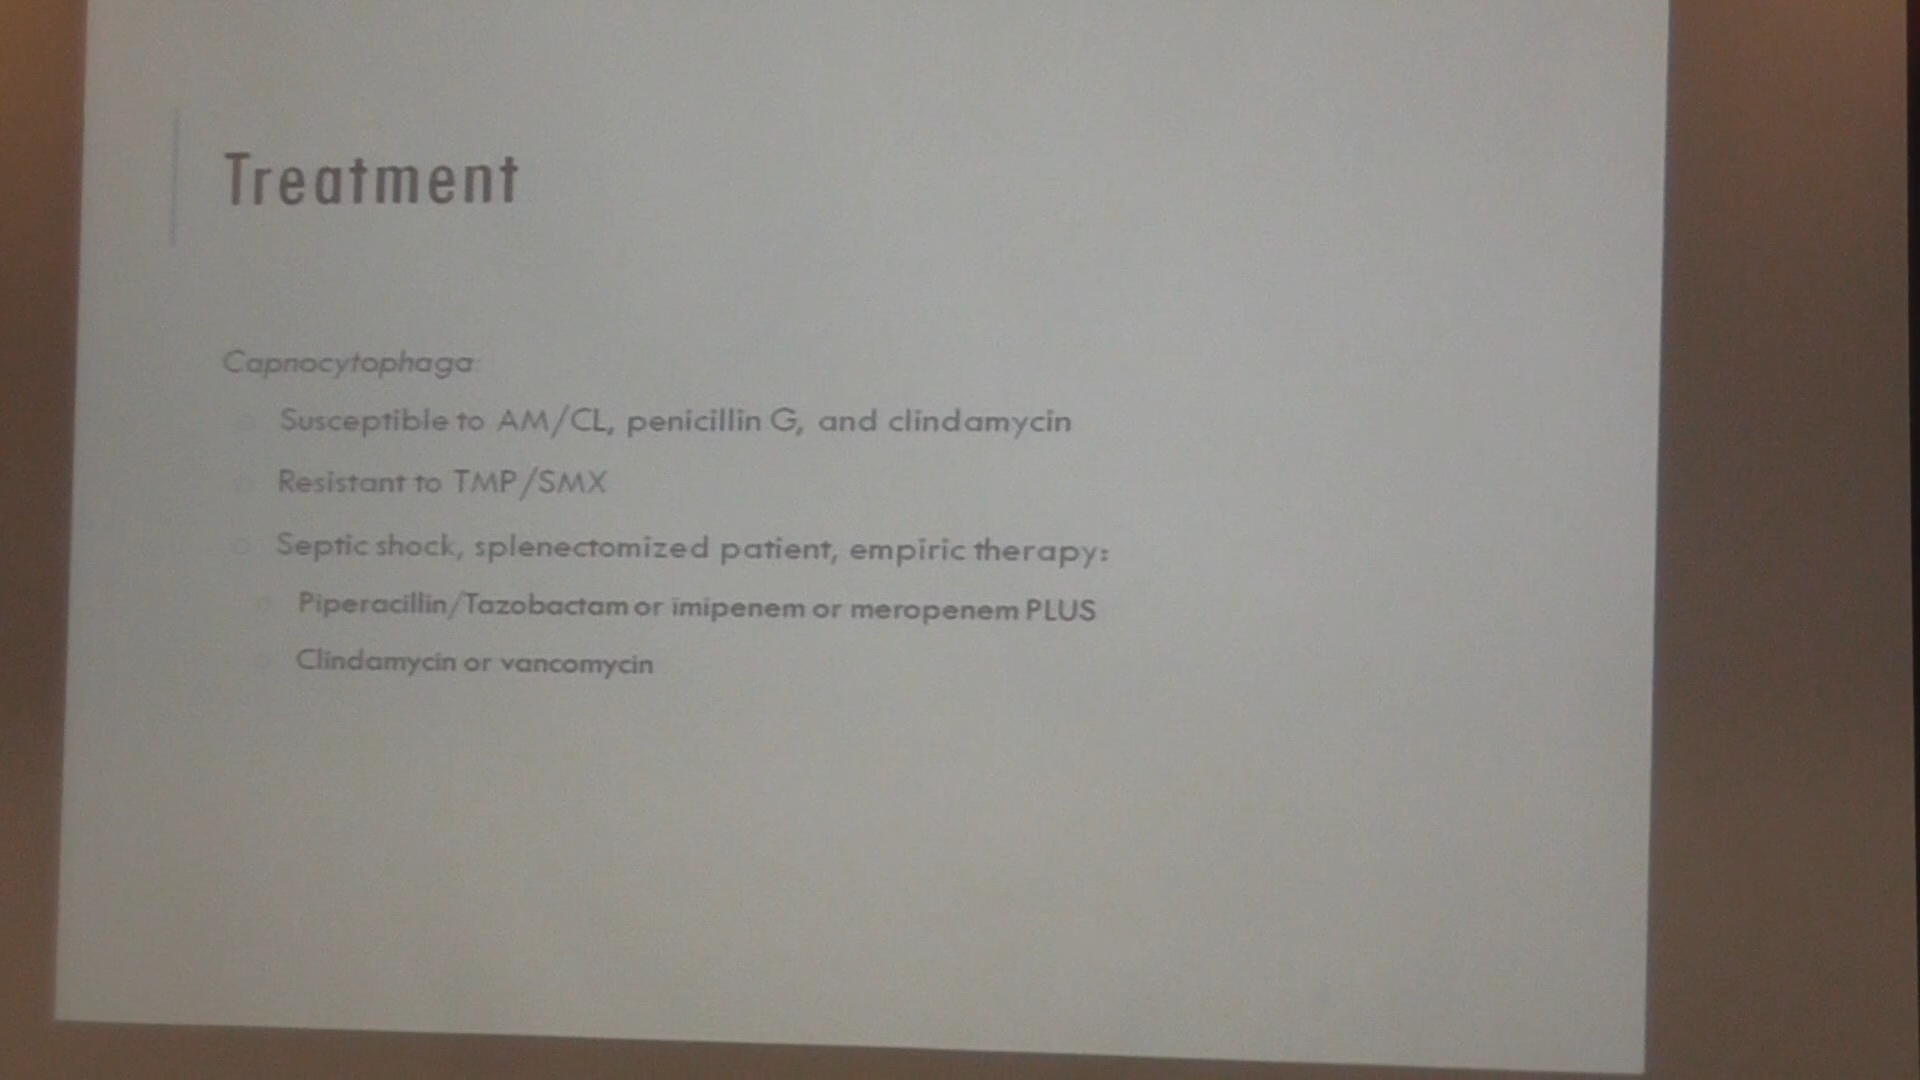 Treatment
Capnocytophaga
Susceptible to AM/CL, penicillin G, and clindamycin
Resistant to TMP/SMX
Septic shock, splenectomized patient, empiric therapy:
Piperacillin/Tazobactam or imipenem or meropenem PLUS
Clindamycin or vancomycin